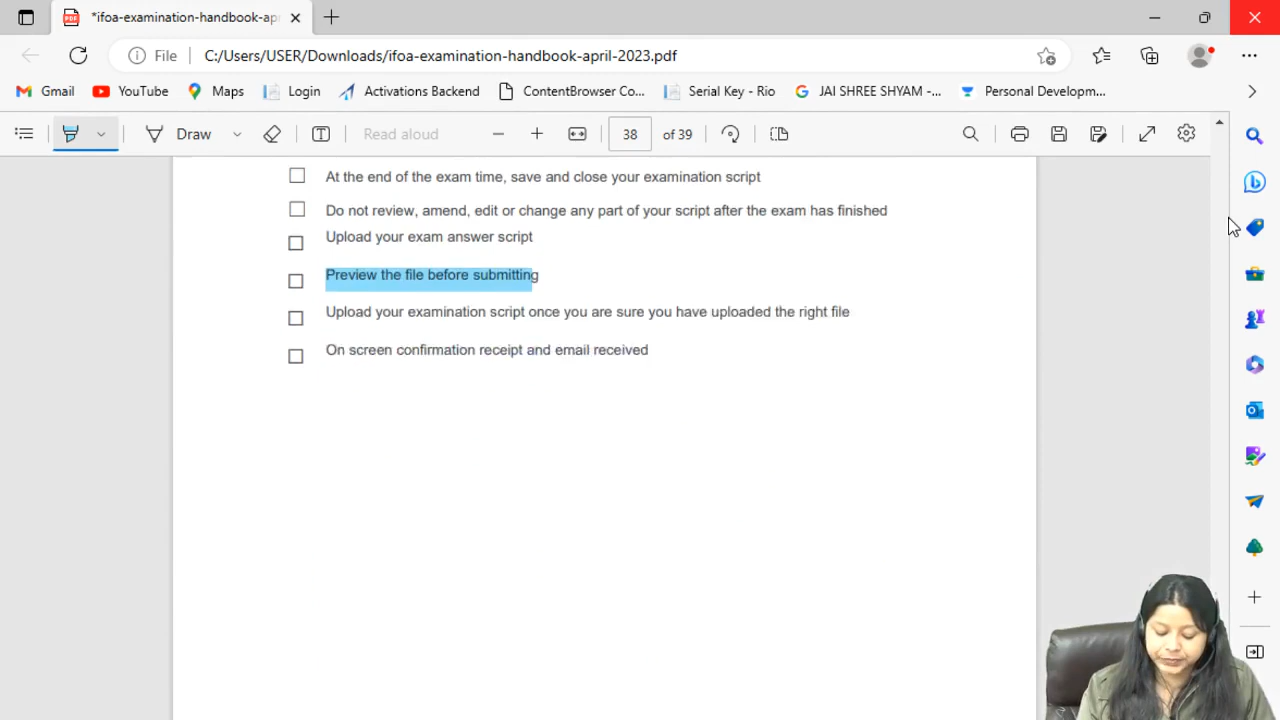 *ifoa-examination-handbook-ap
File
C:/Users/USER/Downloads/ifoa-examination-handbook-april-2023.pdf
Gmail
YouTube
Maps
Login
Activations Backend
ContentBrowser Co...
Serial Key - Rio
JAI SHREE SHYAM -...
Personal Developm...
Draw
Read aloud
38
of 39
At the end of the exam time, save and close your examination script
Do not review, amend, edit or change any part of your script after the exam has finished
Upload your exam answer script
Preview the file before submitting
Upload your examination script once you are sure you have uploaded the right file
On screen confirmation receipt and email received